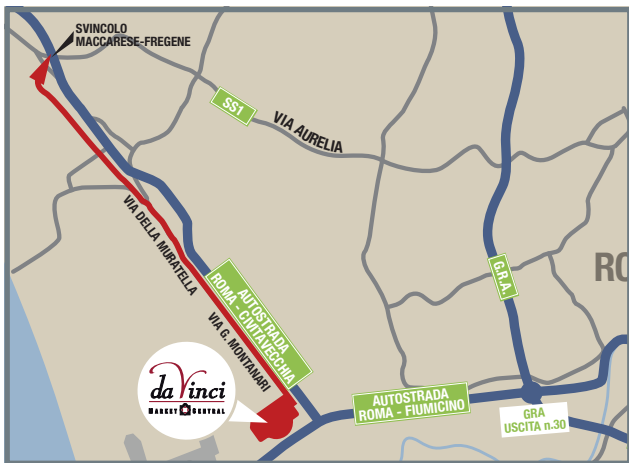 SVINCOLO
MACCARESE-FREGENE
SS1
VIA AURELIA
VIA DELLA MURATELLA
AUTOSTRADA
ROMA - CIVITAVECCHIA
VIA G. MONTANARI
G.R.A.
RO
da Vinci
MARKET CENTRAL
AUTOSTRADA
ROMA - FIUMICINO
GRA
USCITA n.30